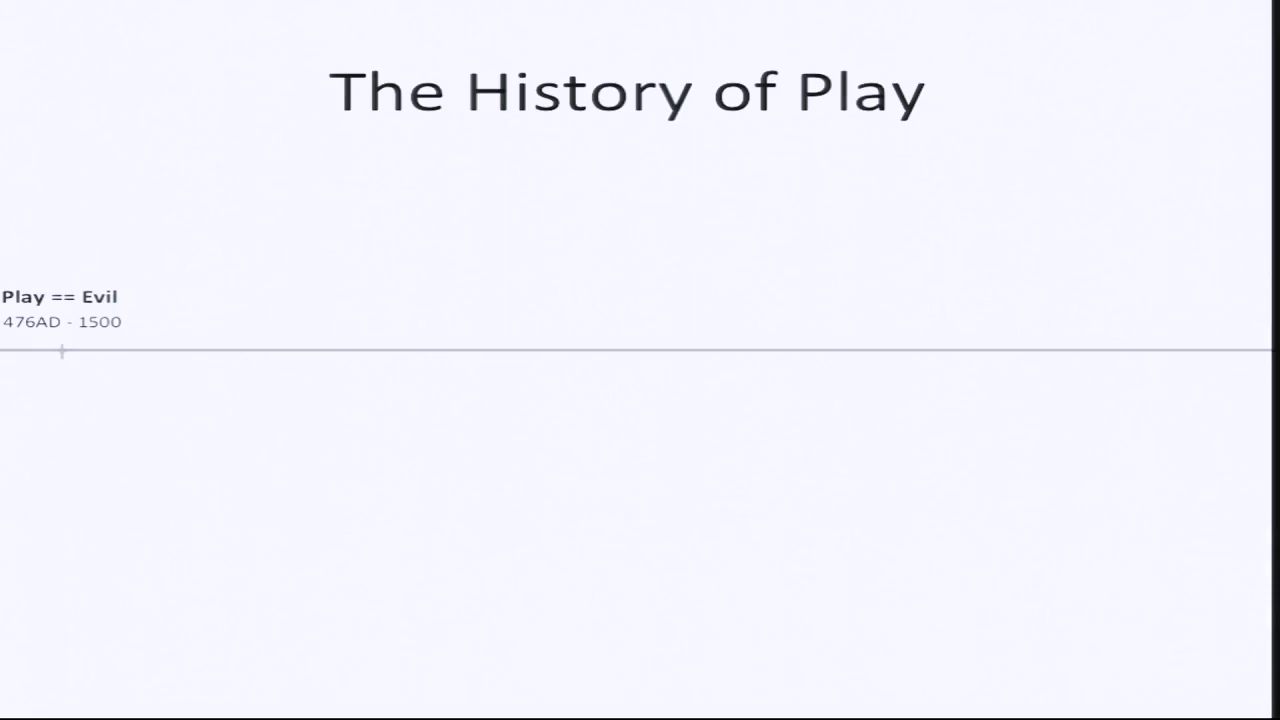 The History of Play
Play == Evil
476AD - 1500